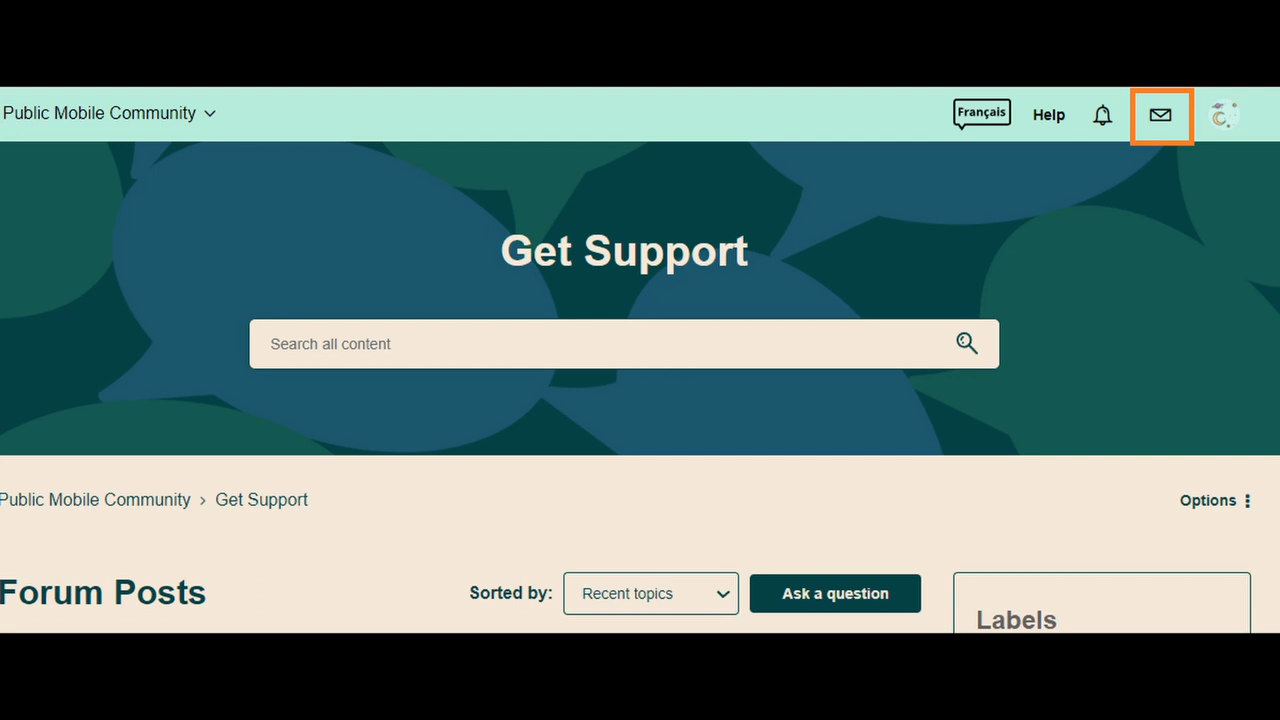 Public Mobile Community
Français
Help
Get Support
Search all content
Public Mobile Community › Get Support
Options
Forum Posts
Sorted by:
Recent topics
Ask a question
Labels